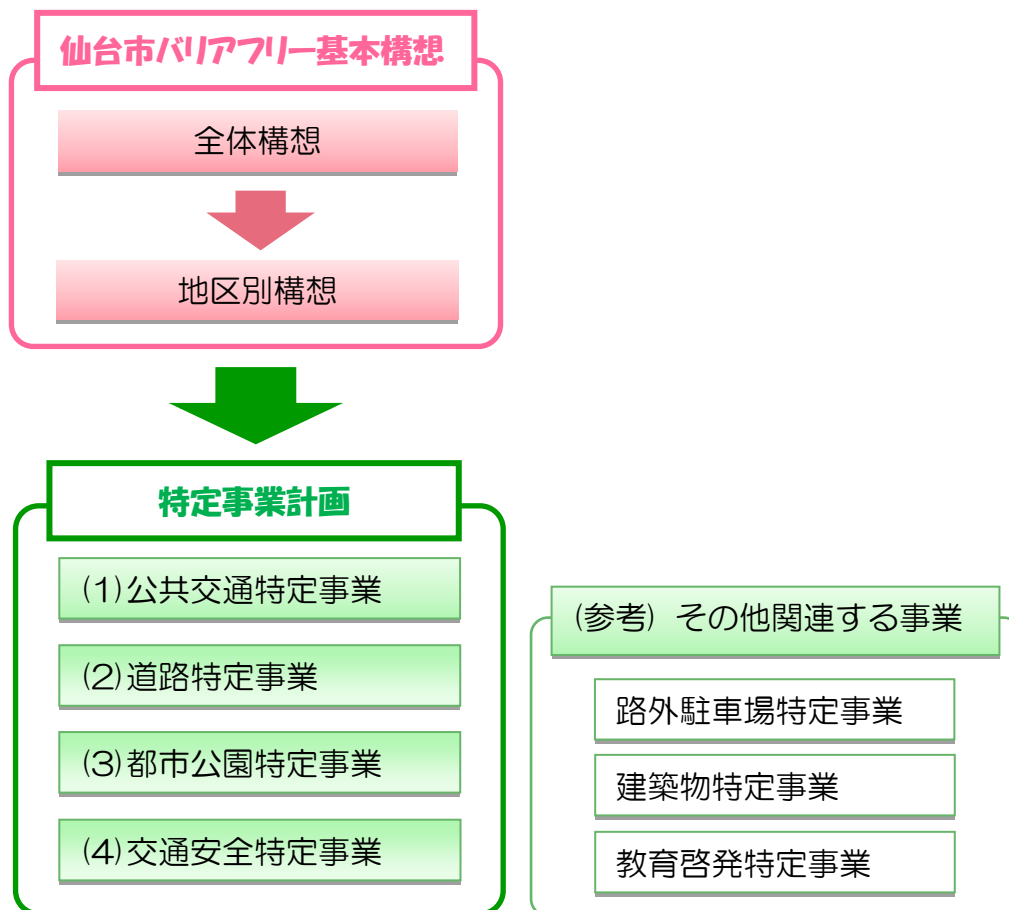 仙台市バリアフリー基本構想
全体構想
地区別構想
特定事業計画
(1)公共交通特定事業
(2)道路特定事業
(3)都市公園特定事業
(4)交通安全特定事業
(参考) その他関連する事業
路外駐車場特定事業
建築物特定事業
教育啓発特定事業